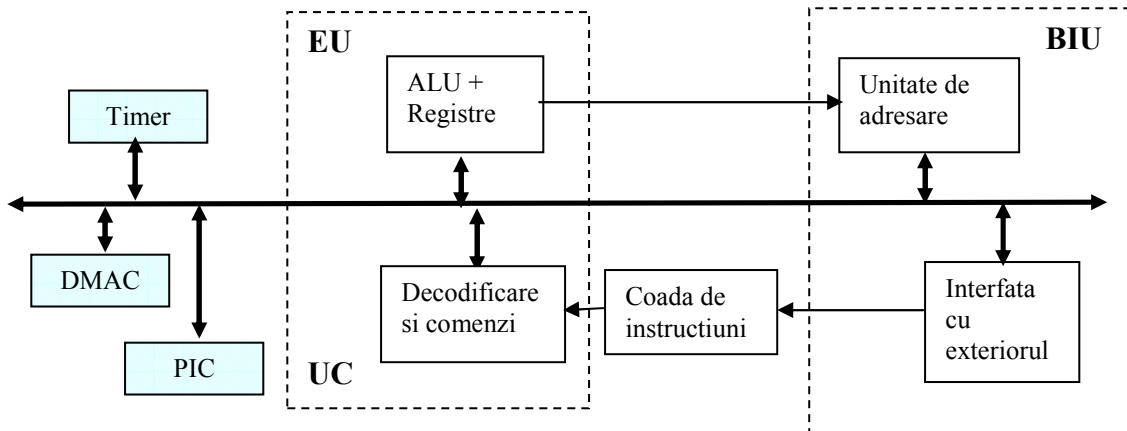 EU
BIU
ALU +
Registre
Unitate de
adresare
Timer
DMAC
Decodificare
si comenzi
Coada de
instructiuni
Interfata
cu
exteriorul
PIC
UC